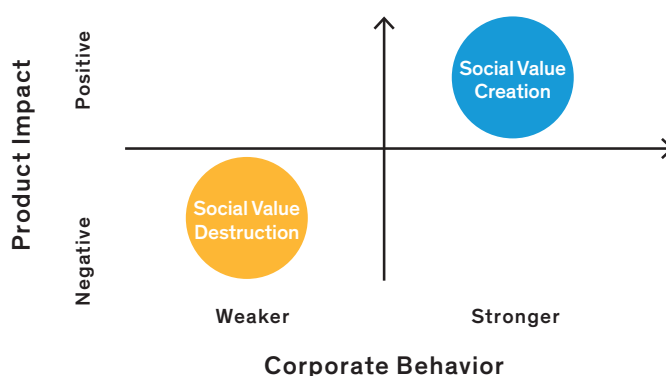 Product Impact
Positive
Negative
Social Value
Creation
Social Value
Destruction
Weaker
Stronger
Corporate Behavior